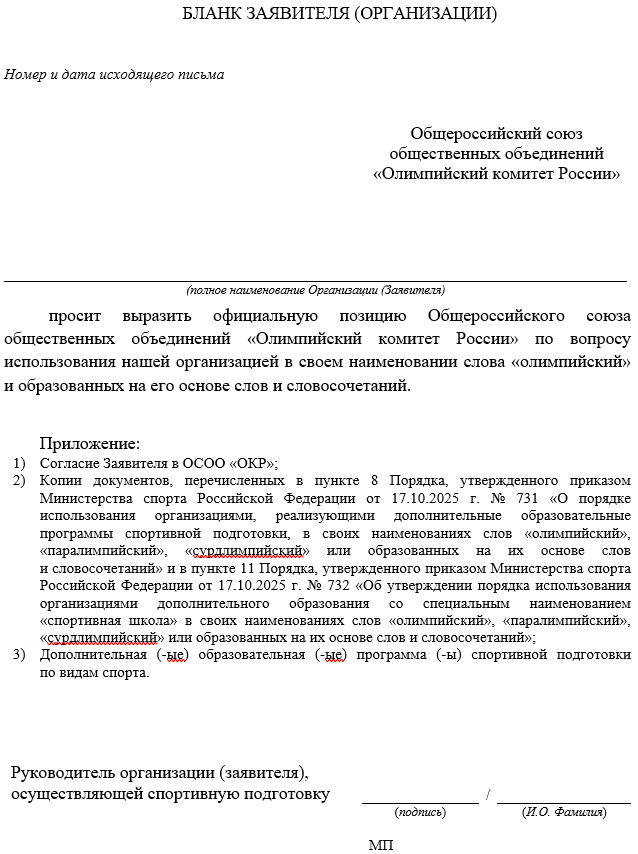 БЛАНК ЗАЯВИТЕЛЯ (ОРГАНИЗАЦИИ)
Номер и дата исходящего письма
Общероссийский союз
общественных объединений
«Олимпийский комитет России»
(полное наименование Организации (Заявителя)
просит выразить официальную позицию Общероссийского союза
общественных объединений «Олимпийский комитет России» по вопросу
использования нашей организацией в своем наименовании слова «олимпийский»
и образованных на его основе слов и словосочетаний.
Приложение:
1) Согласие Заявителя в ОСОО «ОКР»;
2) Копии документов, перечисленных в пункте 8 Порядка, утвержденного приказом
Министерства спорта Российской Федерации от 17.10.2025 г. № 731 «О порядке
использования организациями, реализующими дополнительные образовательные
программы спортивной подготовки, в своих наименованиях слов «олимпийский»,
«паралимпийский», «сурдлимпийский» или образованных на их основе слов
и словосочетаний» и в пункте 11 Порядка, утвержденного приказом Министерства спорта
Российской Федерации от 17.10.2025 г. № 732 «Об утверждении порядка использования
организациями дополнительного образования со специальным наименованием
«спортивная школа» в своих наименованиях слов «олимпийский», «паралимпийский»,
«сурдлимпийский» или образованных на их основе слов и словосочетаний»;
3) Дополнительная (-ые) образовательная (-ые) программа (-ы) спортивной подготовки
по видам спорта.
Руководитель организации (заявителя),
осуществляющей спортивную подготовку
/
(подпись) (И.О. Фамилия)
МП